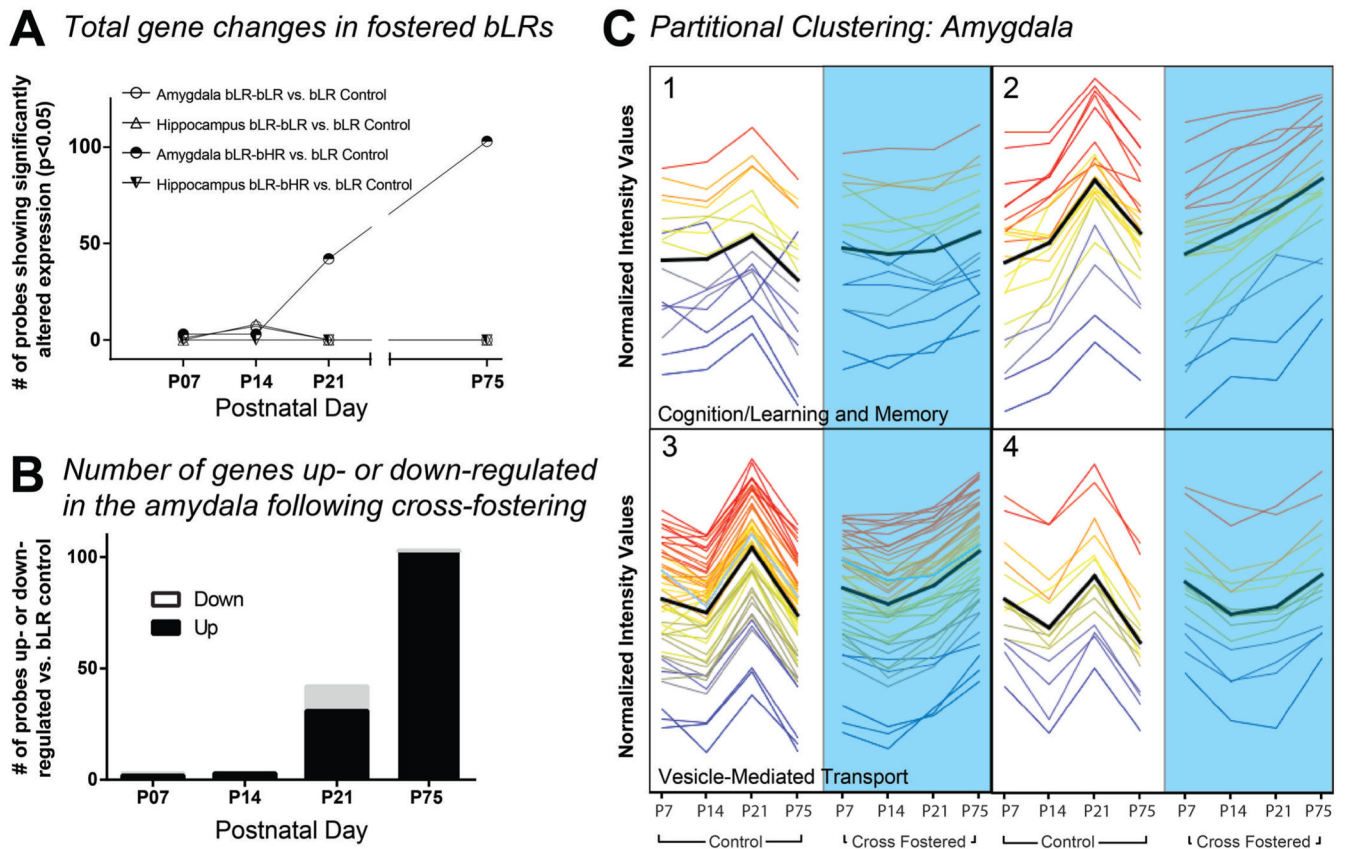 A Total gene changes in fostered bLRs
# of probes showing significantly
altered expression (p<0.05)
Amygdala bLR-bLR vs. bLR Control
Hippocampus bLR-bLR vs. bLR Control
Amygdala bLR-bHR vs. bLR Control
Hippocampus bLR-bHR vs. bLR Control
100
50
0
P07 P14 P21 P75
Postnatal Day
B Number of genes up- or down-regulated
in the amydala following cross-fostering
# of probes up- or down-
regulated vs. bLR control
100
50
0
Down
Up
P07 P14 P21 P75
Postnatal Day
C Partitional Clustering: Amygdala
Normalized Intensity Values
1
2
Cognition/Learning and Memory
Normalized Intensity Values
3
4
Vesicle-Mediated Transport
P7 P14 P21 P75 P7 P14 P21 P75 P7 P14 P21 P75 P7 P14 P21 P75
Control Cross Fostered Control Cross Fostered